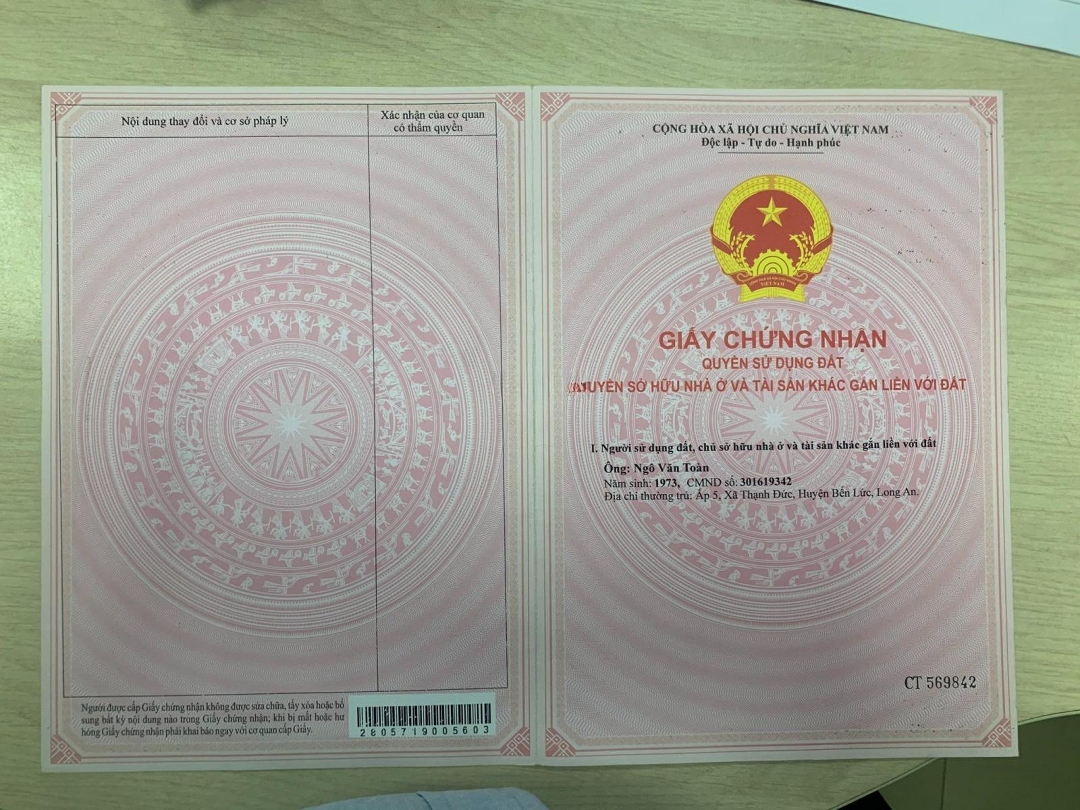 Nội dung thay đổi và cơ sở pháp lý
Xác nhận của cơ quan
có thẩm quyền
Người được cấp Giấy chứng nhận không được sửa chữa, tẩy xóa hoặc bổ
sung bất kỳ nội dung nào trong Giấy chứng nhận; khi bị mất hoặc hư
hỏng Giấy chứng nhận phải khai báo ngay với cơ quan cấp Giấy.
2805719005603
CỘNG HÒA XÃ HỘI CHỦ NGHĨA VIỆT NAM
Độc lập - Tự do - Hạnh phúc
VIỆT NAM
GIẤY CHỨNG NHẬN
QUYỀN SỬ DỤNG ĐẤT
QUYỀN SỞ HỮU NHÀ Ở VÀ TÀI SẢN KHÁC GẮN LIỀN VỚI ĐẤT
I. Người sử dụng đất, chủ sở hữu nhà ở và tài sản khác gắn liền với đất
Ông: Ngô Văn Toàn
Năm sinh: 1973, CMND số: 301619342
Địa chỉ thường trú: Ấp 5, Xã Thạnh Đức, Huyện Bến Lức, Long An.
CT 569842